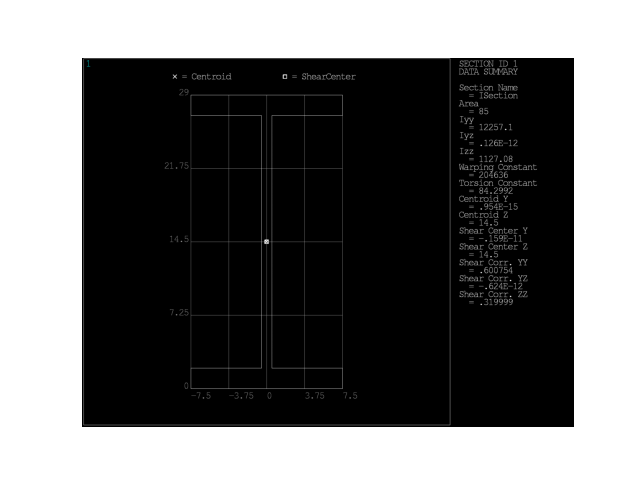 1
× = Centroid
□ = ShearCenter
29
21.75
14.5
7.25
0
-7.5
-3.75
0
3.75
7.5
SECTION ID 1
DATA SUMMARY
Section Name
= ISection
Area
= 85
Iyy
= 12257.1
Iyz
= .126E-12
Izz
= 1127.08
Warping Constant
= 204636
Torsion Constant
= 84.2992
Centroid Y
= .954E-15
Centroid Z
= 14.5
Shear Center Y
= -.159E-11
Shear Center Z
= 14.5
Shear Corr. YY
= .600754
Shear Corr. YZ
= -.624E-12
Shear Corr. ZZ
= .319999